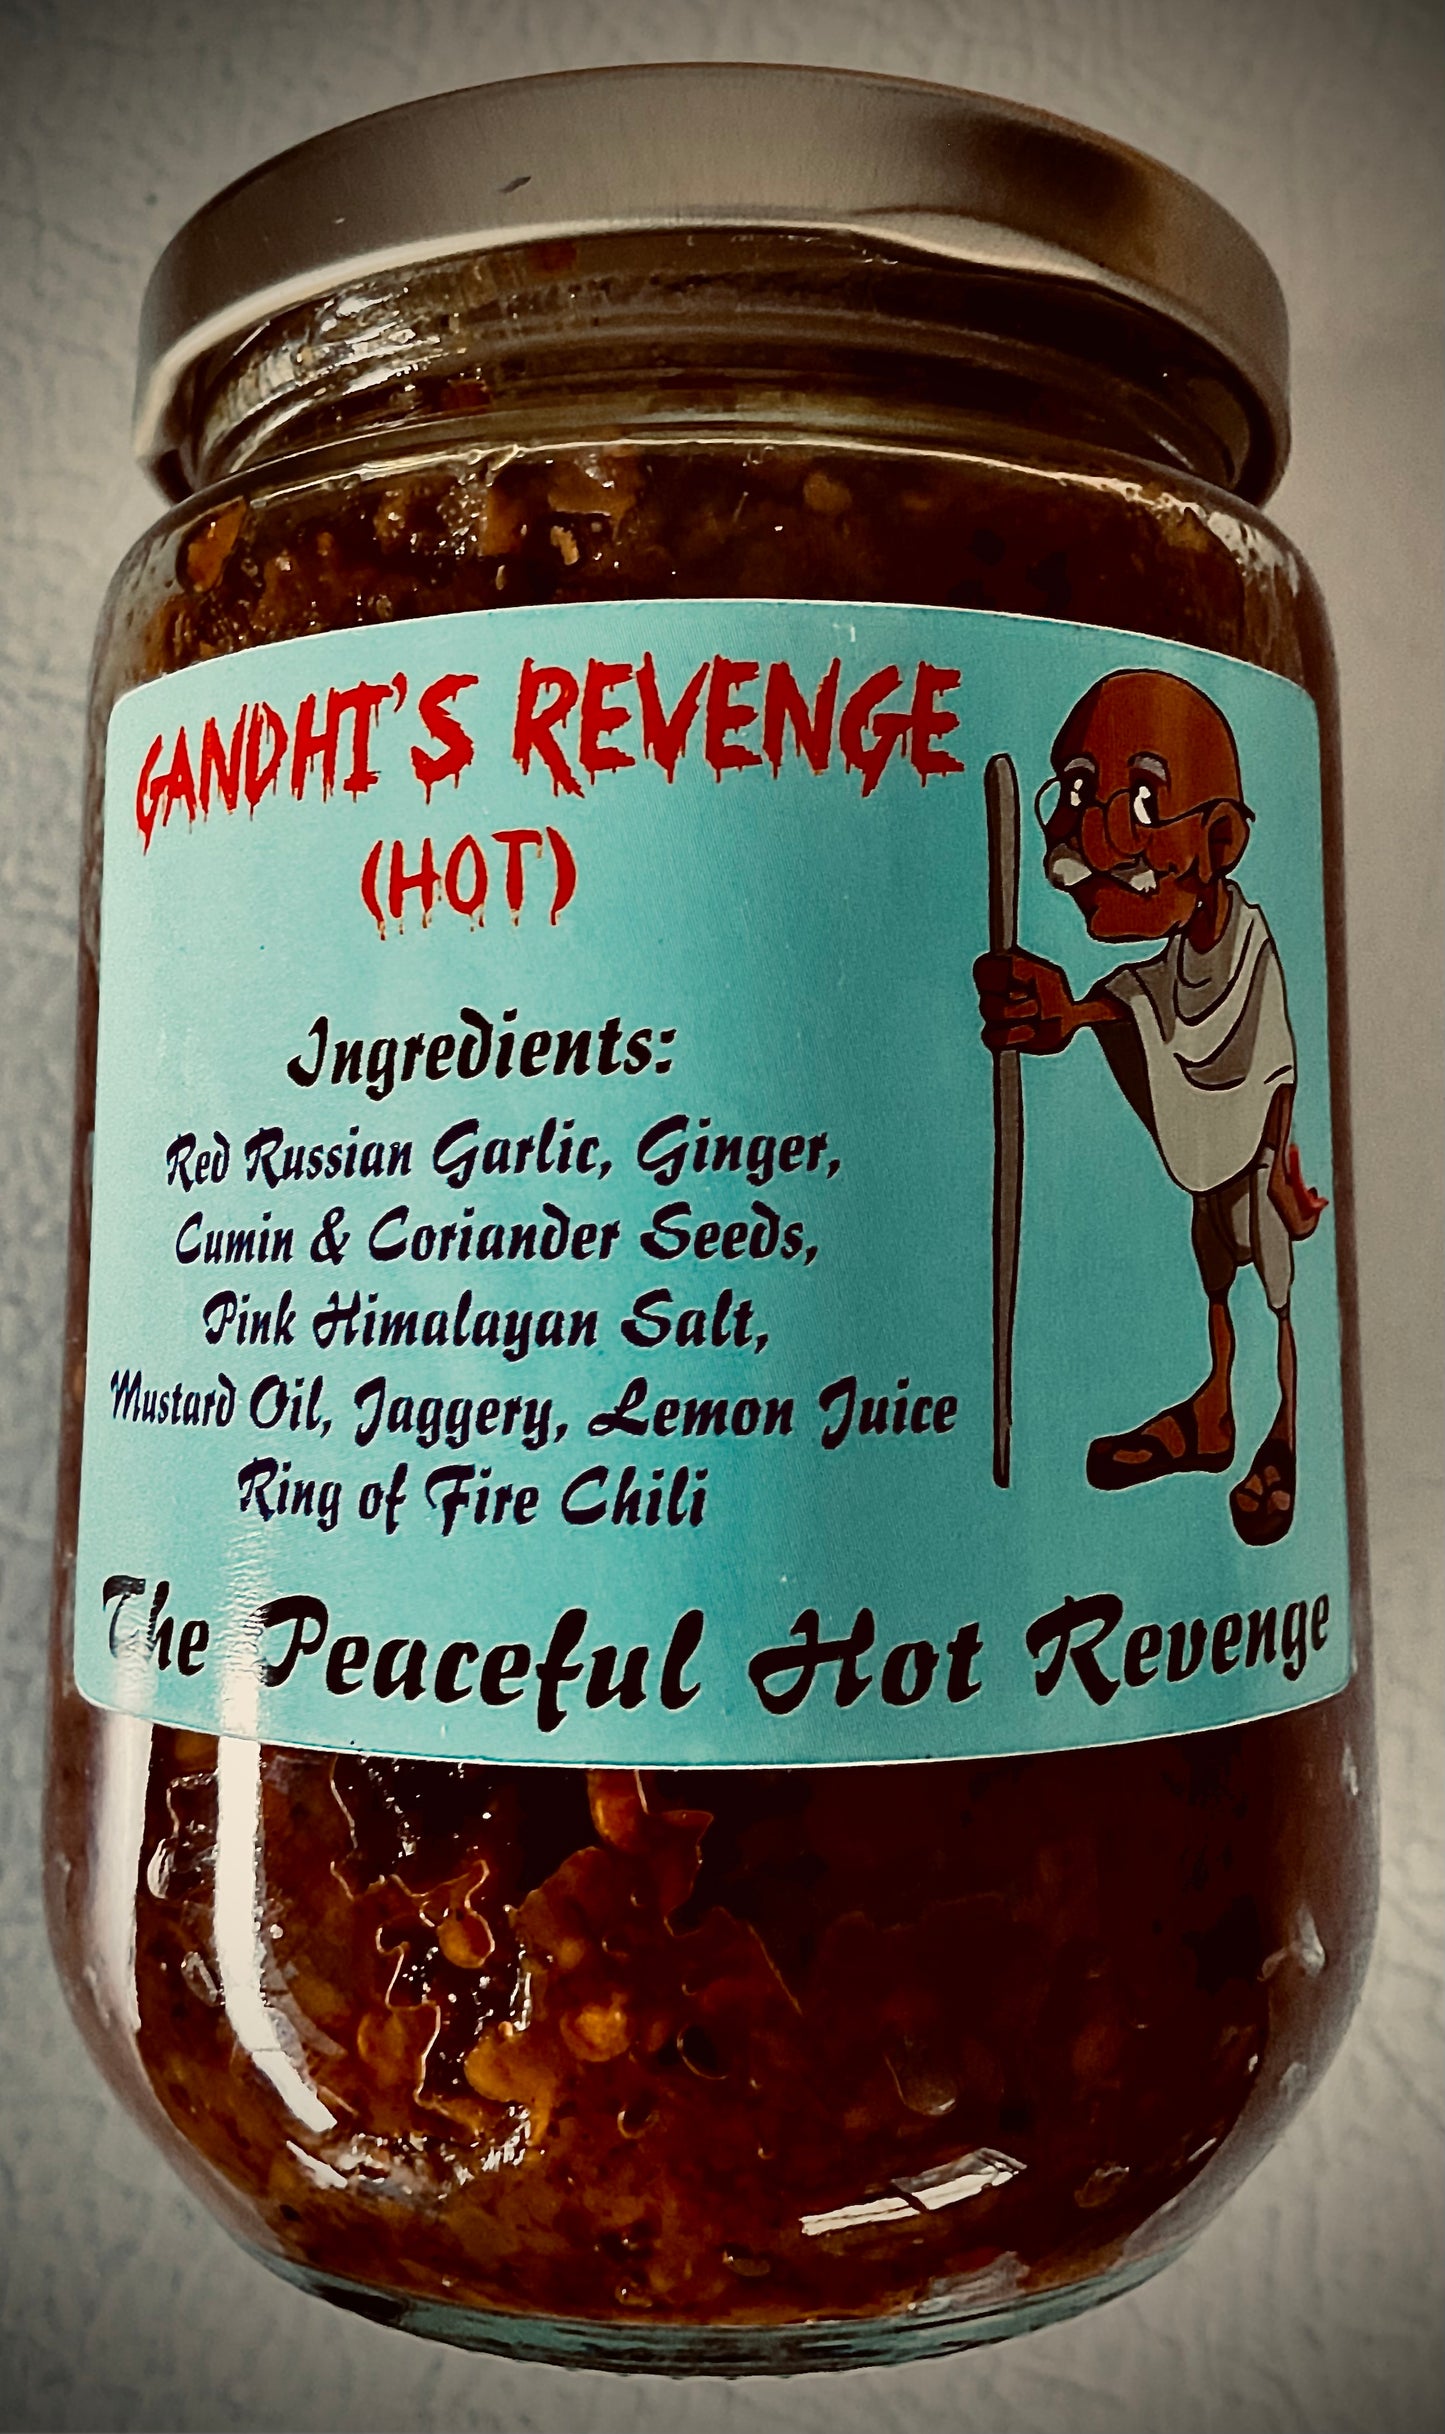 GANDHI'S REVENGE
(HOT)
Ingredients:
Red Russian Garlic, Ginger,
Cumin & Coriander Seeds,
Pink Himalayan Salt,
Mustard Oil, Jaggery, Lemon Juice
Ring of Fire Chili
The Peaceful Hot Revenge